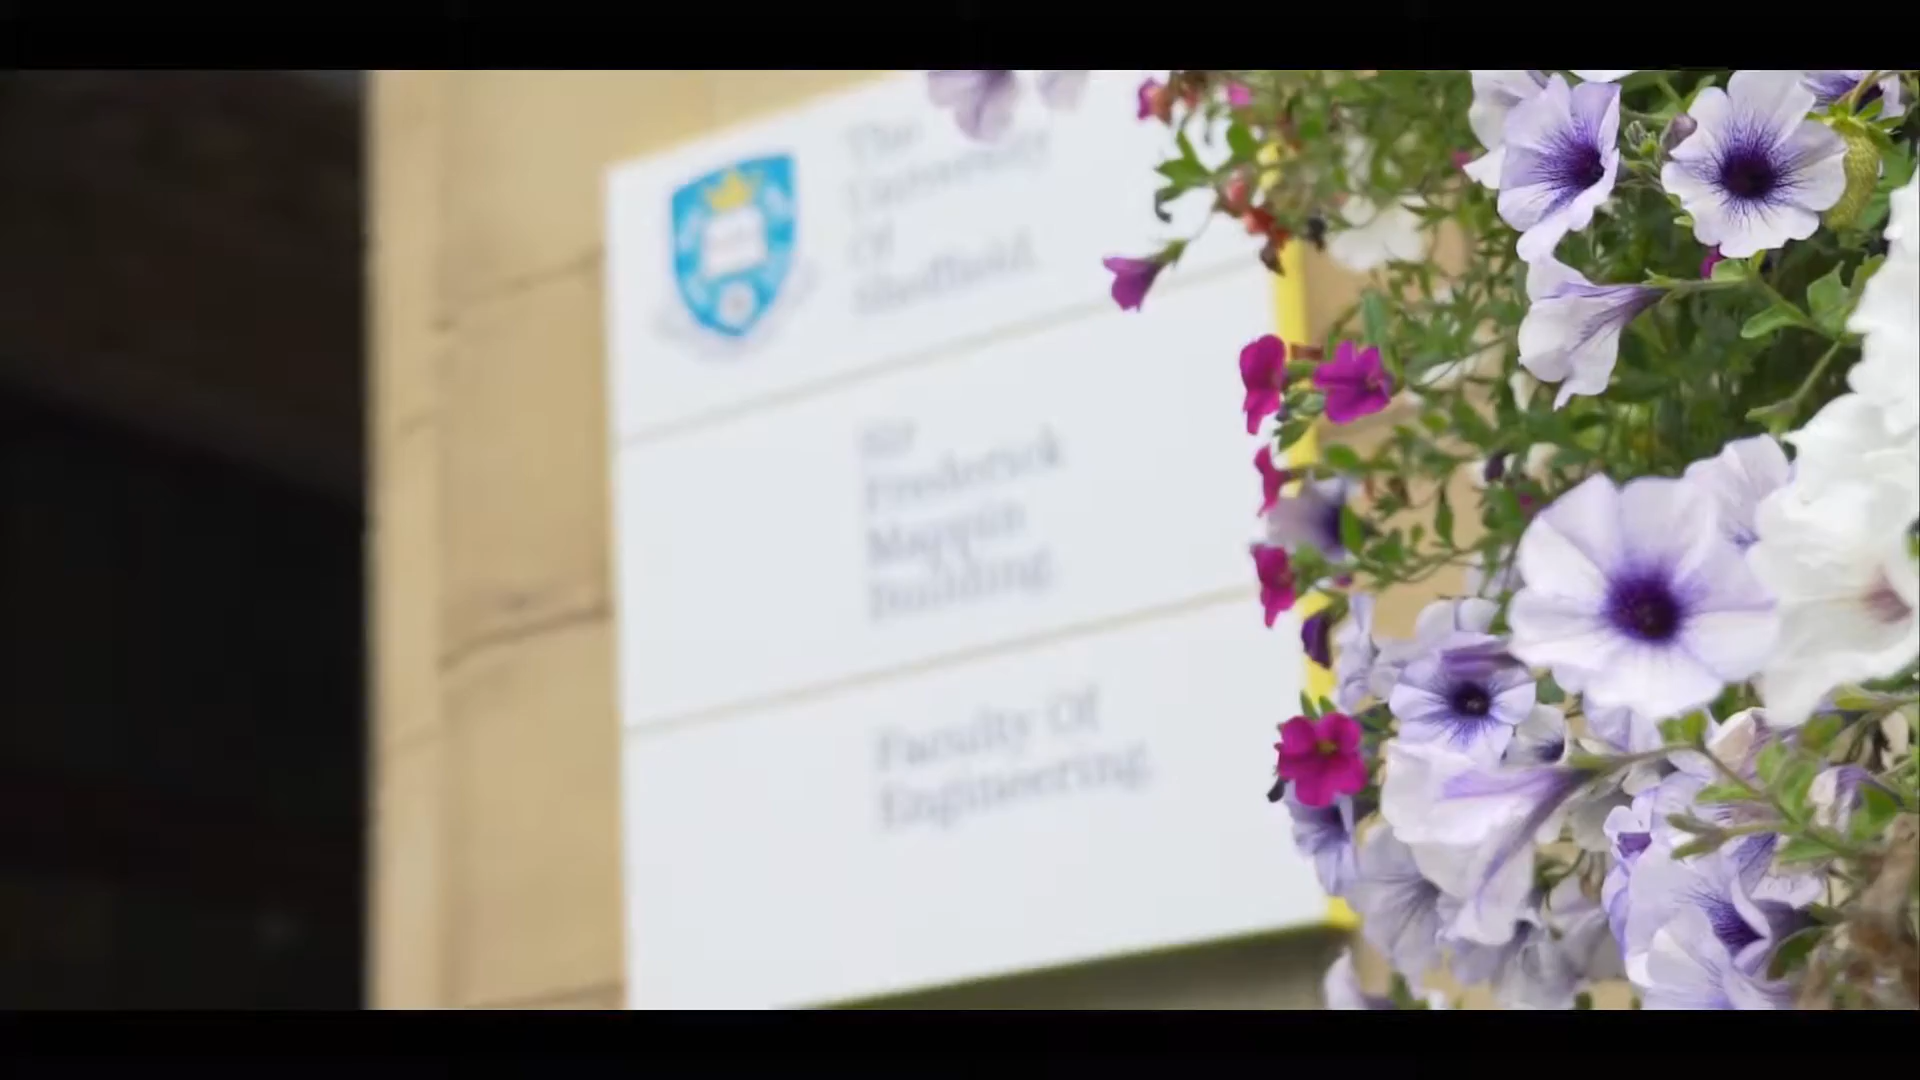 The
University
Of
Sheffield.
Sir
Frederick
Mappin
Building.
Faculty Of
Engineering.